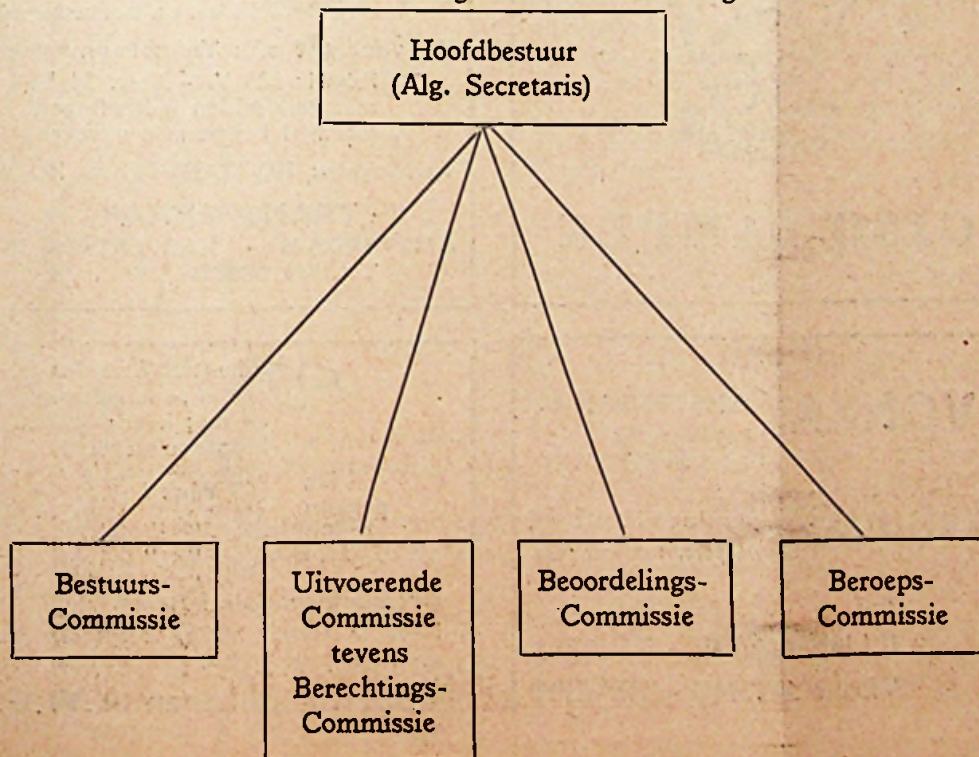 Hoofdbestuur
(Alg. Secretaris)
Bestuurs-
Commissie
Uitvoerende
Commissie
tevens
Berechtings-
Commissie
Beoordelings-
Commissie
Beroeps-
Commissie